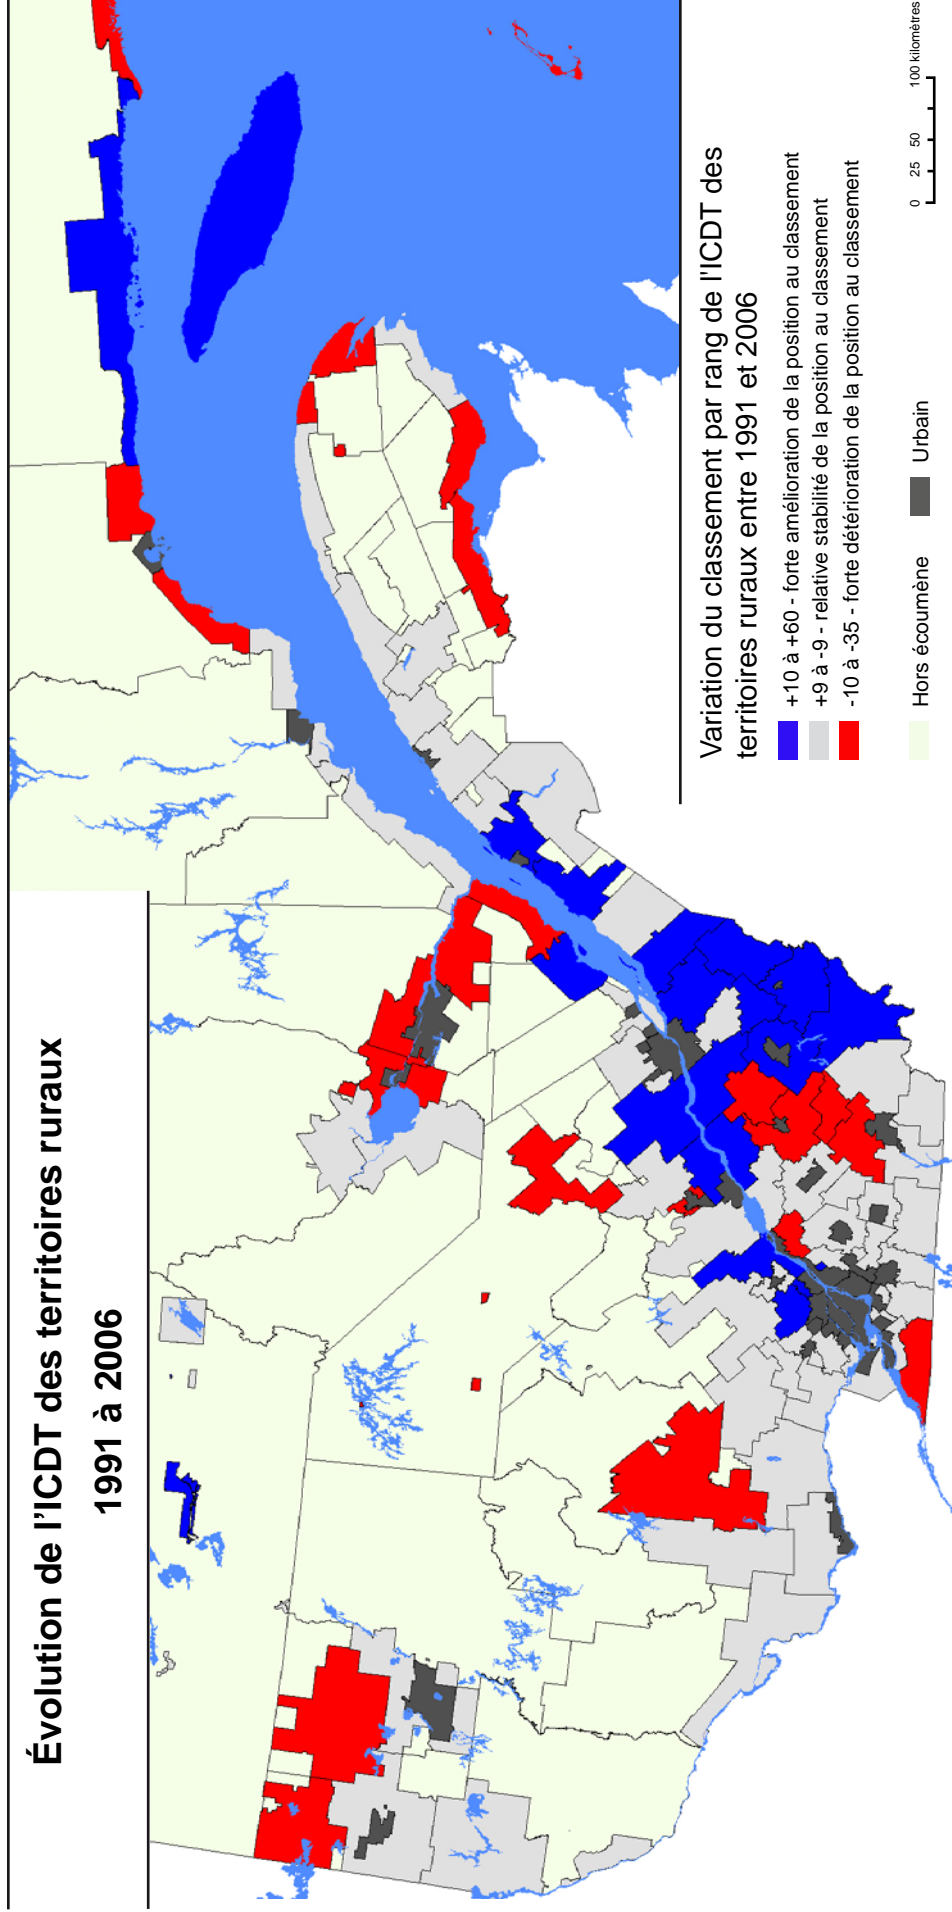 Évolution de l'ICDT des territoires ruraux
1991 à 2006
Variation du classement par rang de l'ICDT des
territoires ruraux entre 1991 et 2006
+10 à +60 - forte amélioration de la position au classement
+9 à -9 - relative stabilité de la position au classement
-10 à -35 - forte détérioration de la position au classement
Hors écoumène
Urbain
0 25 50 100 kilomètres